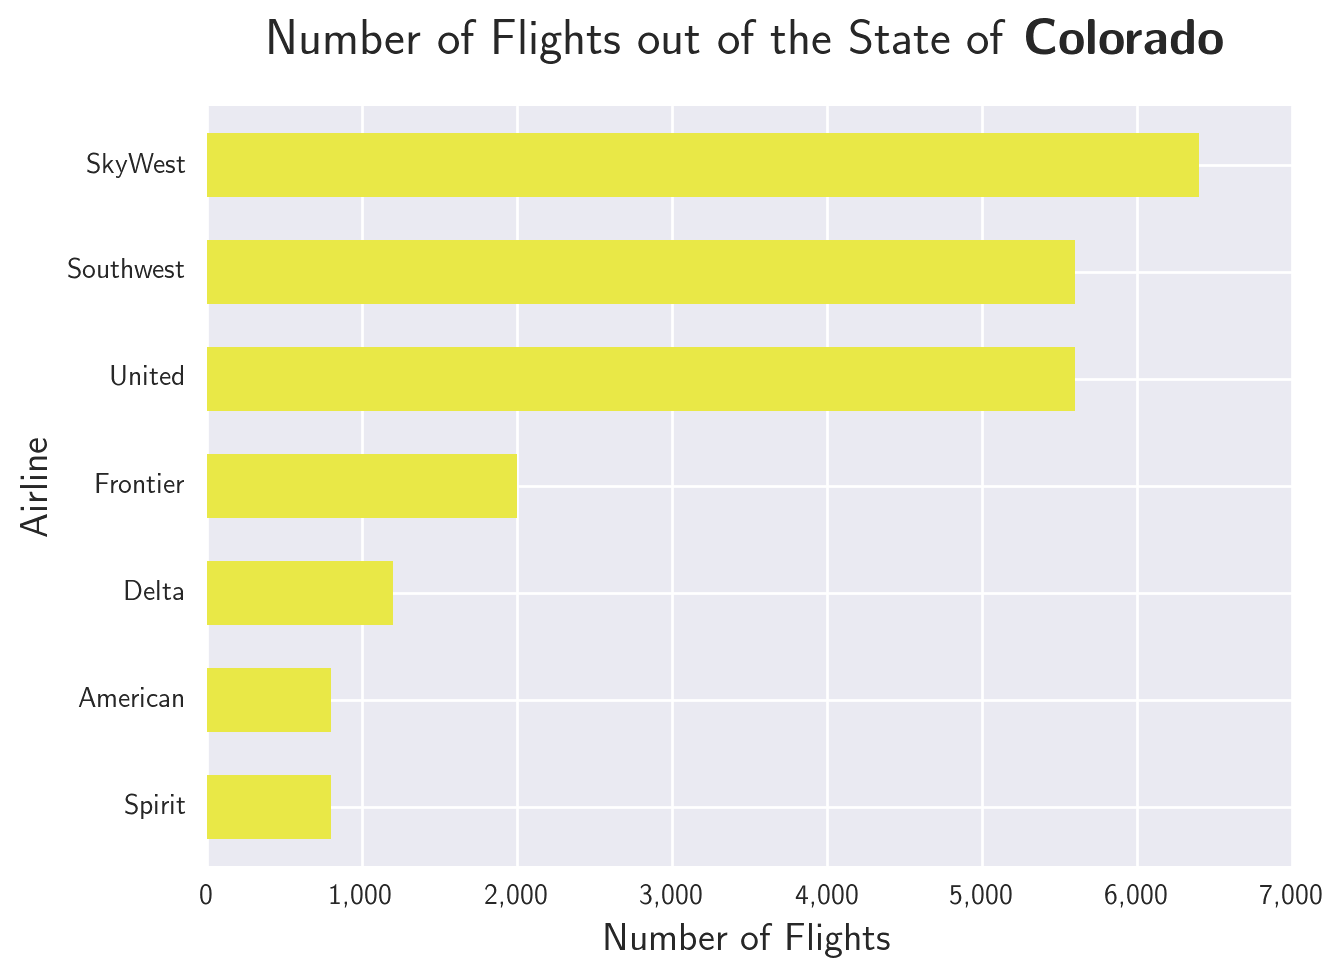 Number of Flights out of the State of Colorado
SkyWest
Southwest
United
Frontier
Delta
American
Spirit
Airline
0 1,000 2,000 3,000 4,000 5,000 6,000 7,000
Number of Flights